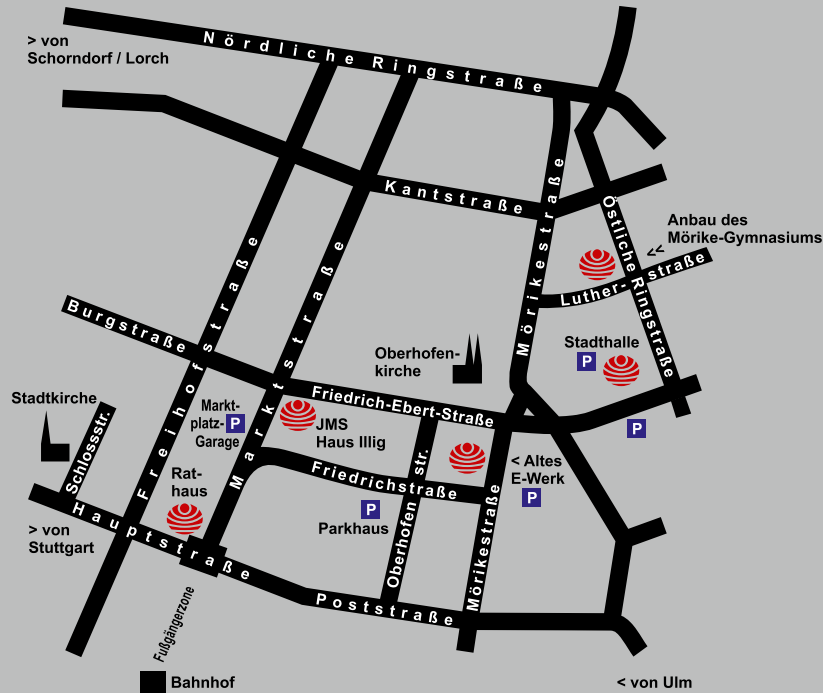 Nördliche Ringstraße
> von
Schorndorf / Lorch
Kantstraße
Östliche Ringstraße
Anbau des
Mörike-Gymnasiums
Mörikestraße
Luther- straße
Freihofstraße
Marktstraße
Burgstraße
Oberhofen-
kirche
Stadthalle
P
Stadtkirche
Schlossstr.
Markt-
platz-
Garage
P
Friedrich-Ebert-Straße
JMS
Haus Illig
P
< Altes
E-Werk
P
Rat-
haus
Friedrichstraße
Oberhofen str.
P
Parkhaus
Mörikestraße
Hauptstraße
> von
Stuttgart
Poststraße
Fußgängerzone
Bahnhof
< von Ulm